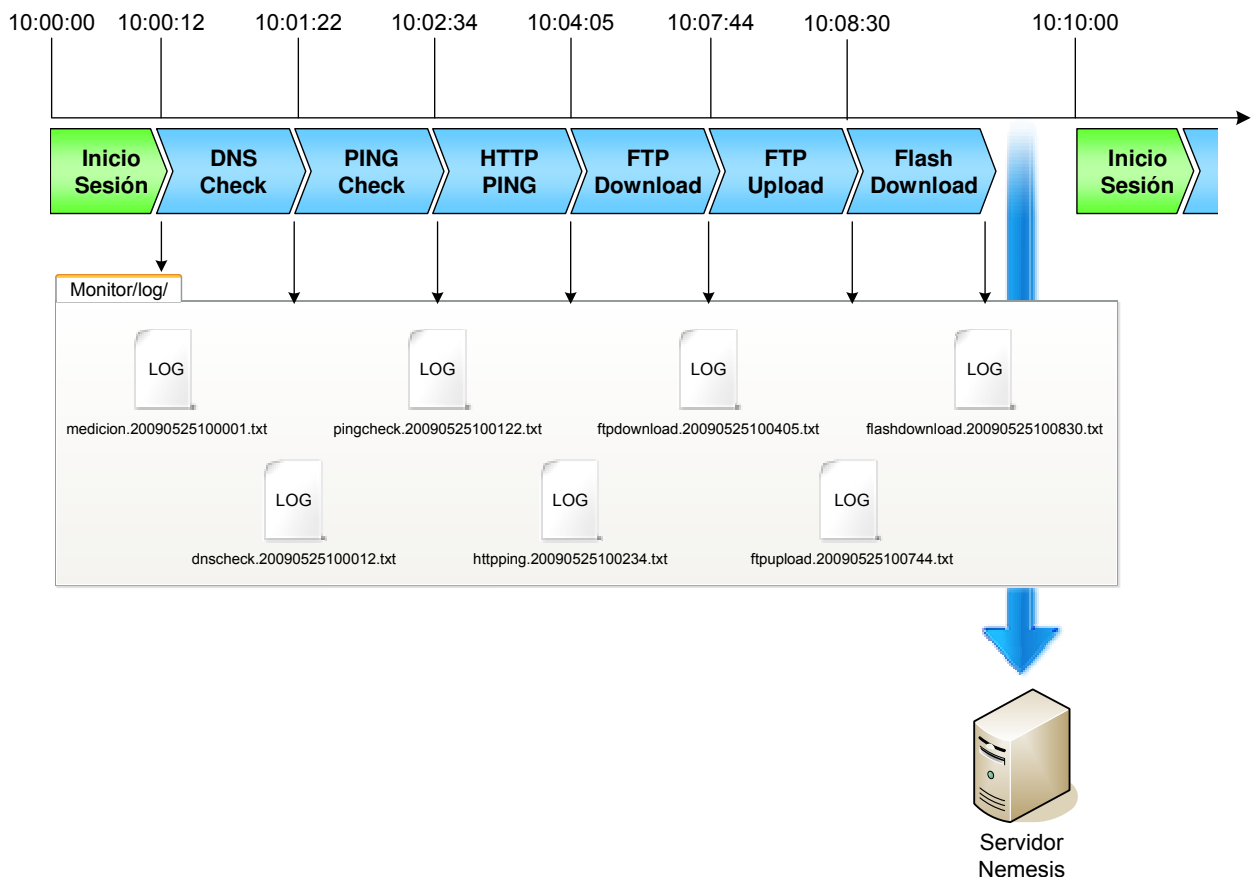 10:00:00 10:00:12 10:01:22 10:02:34 10:04:05 10:07:44 10:08:30 10:10:00
Inicio
Sesión
DNS
Check
PING
Check
HTTP
PING
FTP
Download
FTP
Upload
Flash
Download
Inicio
Sesión
Monitor/log/
LOG
medicion.20090525100001.txt
LOG
pingcheck.20090525100122.txt
LOG
ftpdownload.20090525100405.txt
LOG
flashdownload.20090525100830.txt
LOG
dnscheck.20090525100012.txt
LOG
httpping.20090525100234.txt
LOG
ftpupload.20090525100744.txt
Servidor
Nemesis